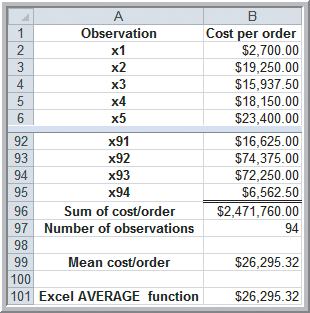 A B
1 Observation Cost per order
2 x1 $2,700.00
3 x2 $19,250.00
4 x3 $15,937.50
5 x4 $18,150.00
6 x5 $23,400.00
92 x91 $16,625.00
93 x92 $74,375.00
94 x93 $72,250.00
95 x94 $6,562.50
96 Sum of cost/order $2,471,760.00
97 Number of observations 94
98
99 Mean cost/order $26,295.32
100
101 Excel AVERAGE function $26,295.32